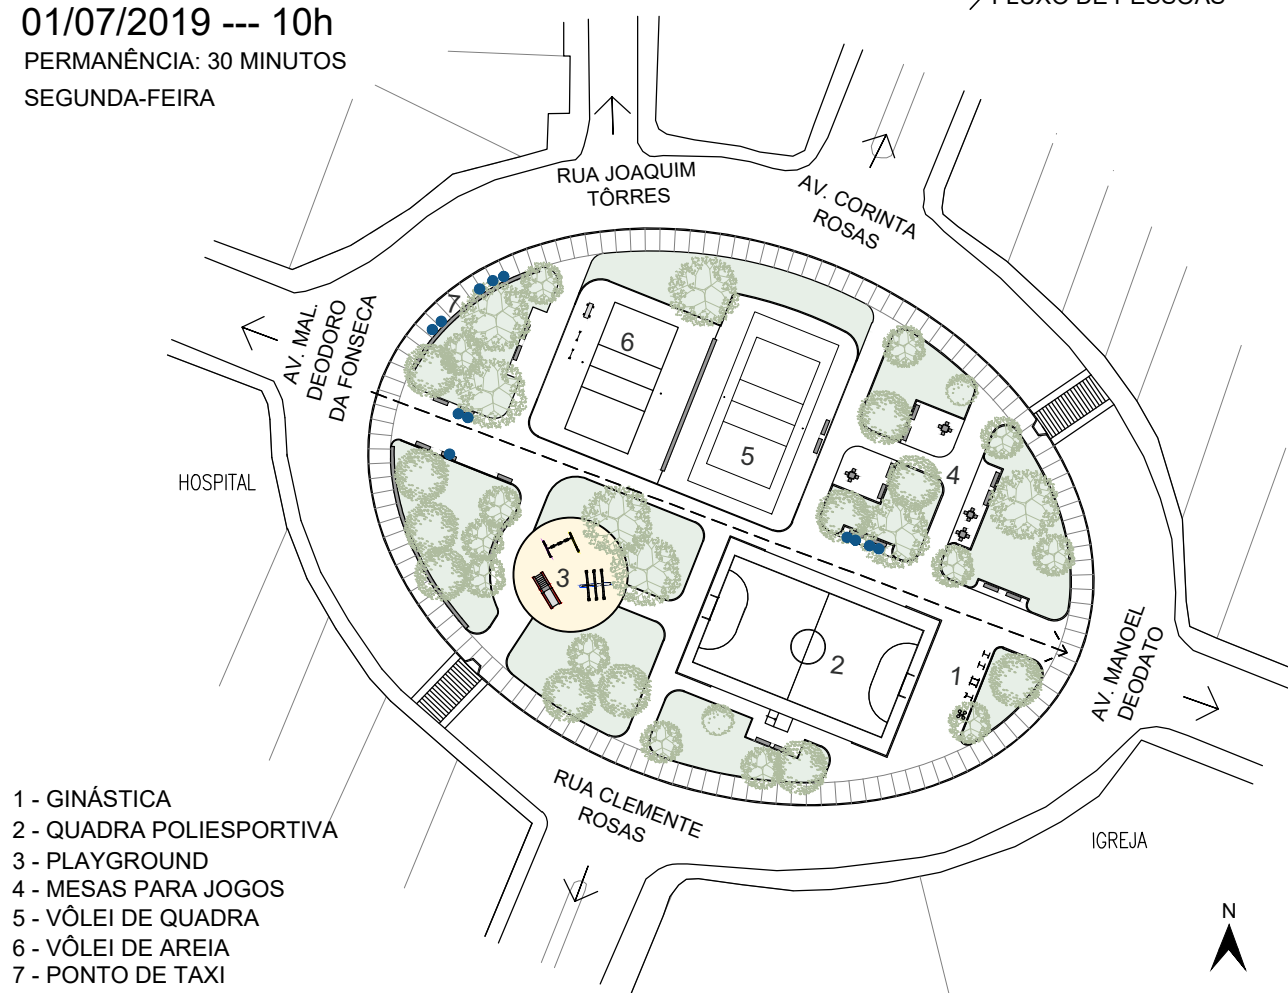 FLUXO DE PESSOAS
01/07/2019 --- 10h
PERMANÊNCIA: 30 MINUTOS
SEGUNDA-FEIRA
RUA JOAQUIM
TÔRRES
AV. CORINTA
ROSAS
AV. MAL.
DEODORO
DA FONSECA
7
6
5
4
3
2
1
HOSPITAL
AV. MANOEL
DEODATO
RUA CLEMENTE
ROSAS
IGREJA
1 - GINÁSTICA
2 - QUADRA POLIESPORTIVA
3 - PLAYGROUND
4 - MESAS PARA JOGOS
5 - VÔLEI DE QUADRA
6 - VÔLEI DE AREIA
7 - PONTO DE TAXI
N